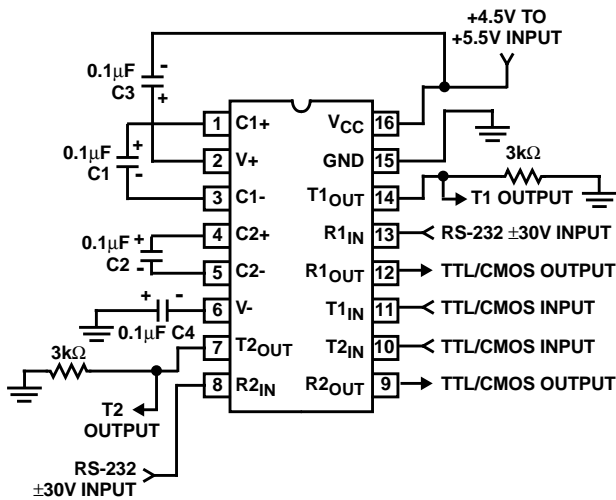 +4.5V TO
+5.5V INPUT
0.1µF
C3
-
+
1 C1+
VCC 16
0.1µF
C1
+
-
2 V+
GND 15
3kΩ
3 C1-
T1OUT 14
T1 OUTPUT
4 C2+
R1IN 13
RS-232 ±30V INPUT
0.1µF
C2
+
-
5 C2-
R1OUT 12
TTL/CMOS OUTPUT
6 V-
T1IN 11
TTL/CMOS INPUT
+ -
0.1µF C4
7 T2OUT
T2IN 10
TTL/CMOS INPUT
3kΩ
8 R2IN
R2OUT 9
TTL/CMOS OUTPUT
T2
OUTPUT
RS-232
±30V INPUT